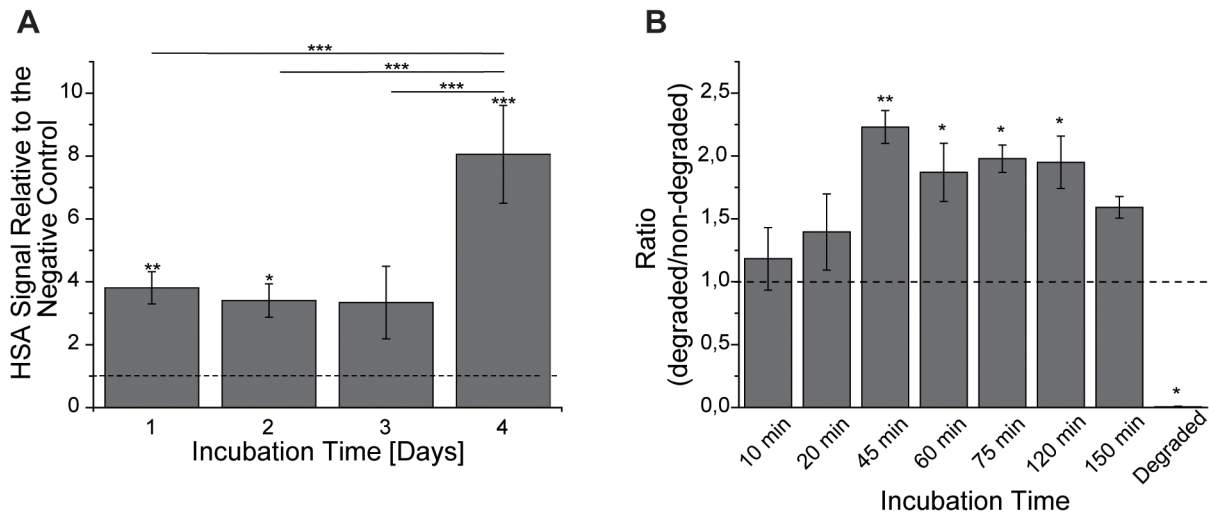 A
***
***
***
***
**
*
HSA Signal Relative to the
Negative Control
10
8
6
4
2
0
1 2 3 4
Incubation Time [Days]
B
**
*
*
*
*
Ratio
(degraded/non-degraded)
2,5
2,0
1,5
1,0
0,5
0,0
10 min
20 min
45 min
60 min
75 min
120 min
150 min
Degraded
Incubation Time